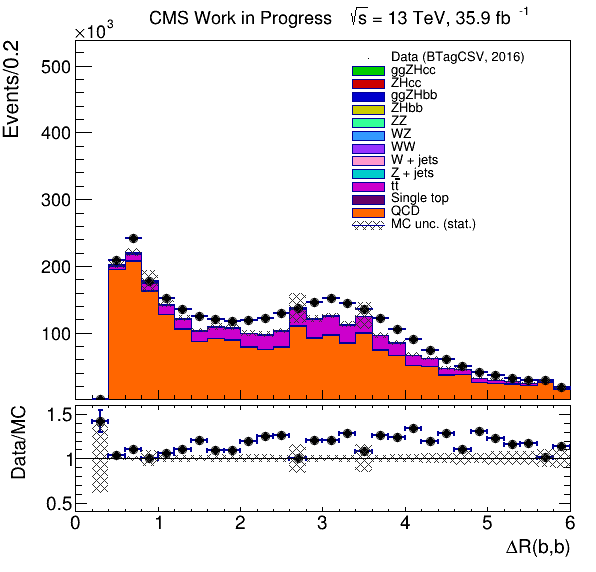 CMS Work in Progress √s = 13 TeV, 35.9 fb⁻¹
×10³
Events/0.2
500
400
300
200
100
Data (BTagCSV, 2016)
ggZHcc
ZHcc
ggZHbb
ZHbb
ZZ
WZ
WW
W + jets
Z + jets
tt̅
Single top
QCD
MC unc. (stat.)
Data/MC
1.5
1
0.5
0 1 2 3 4 5 6
ΔR(b,b)